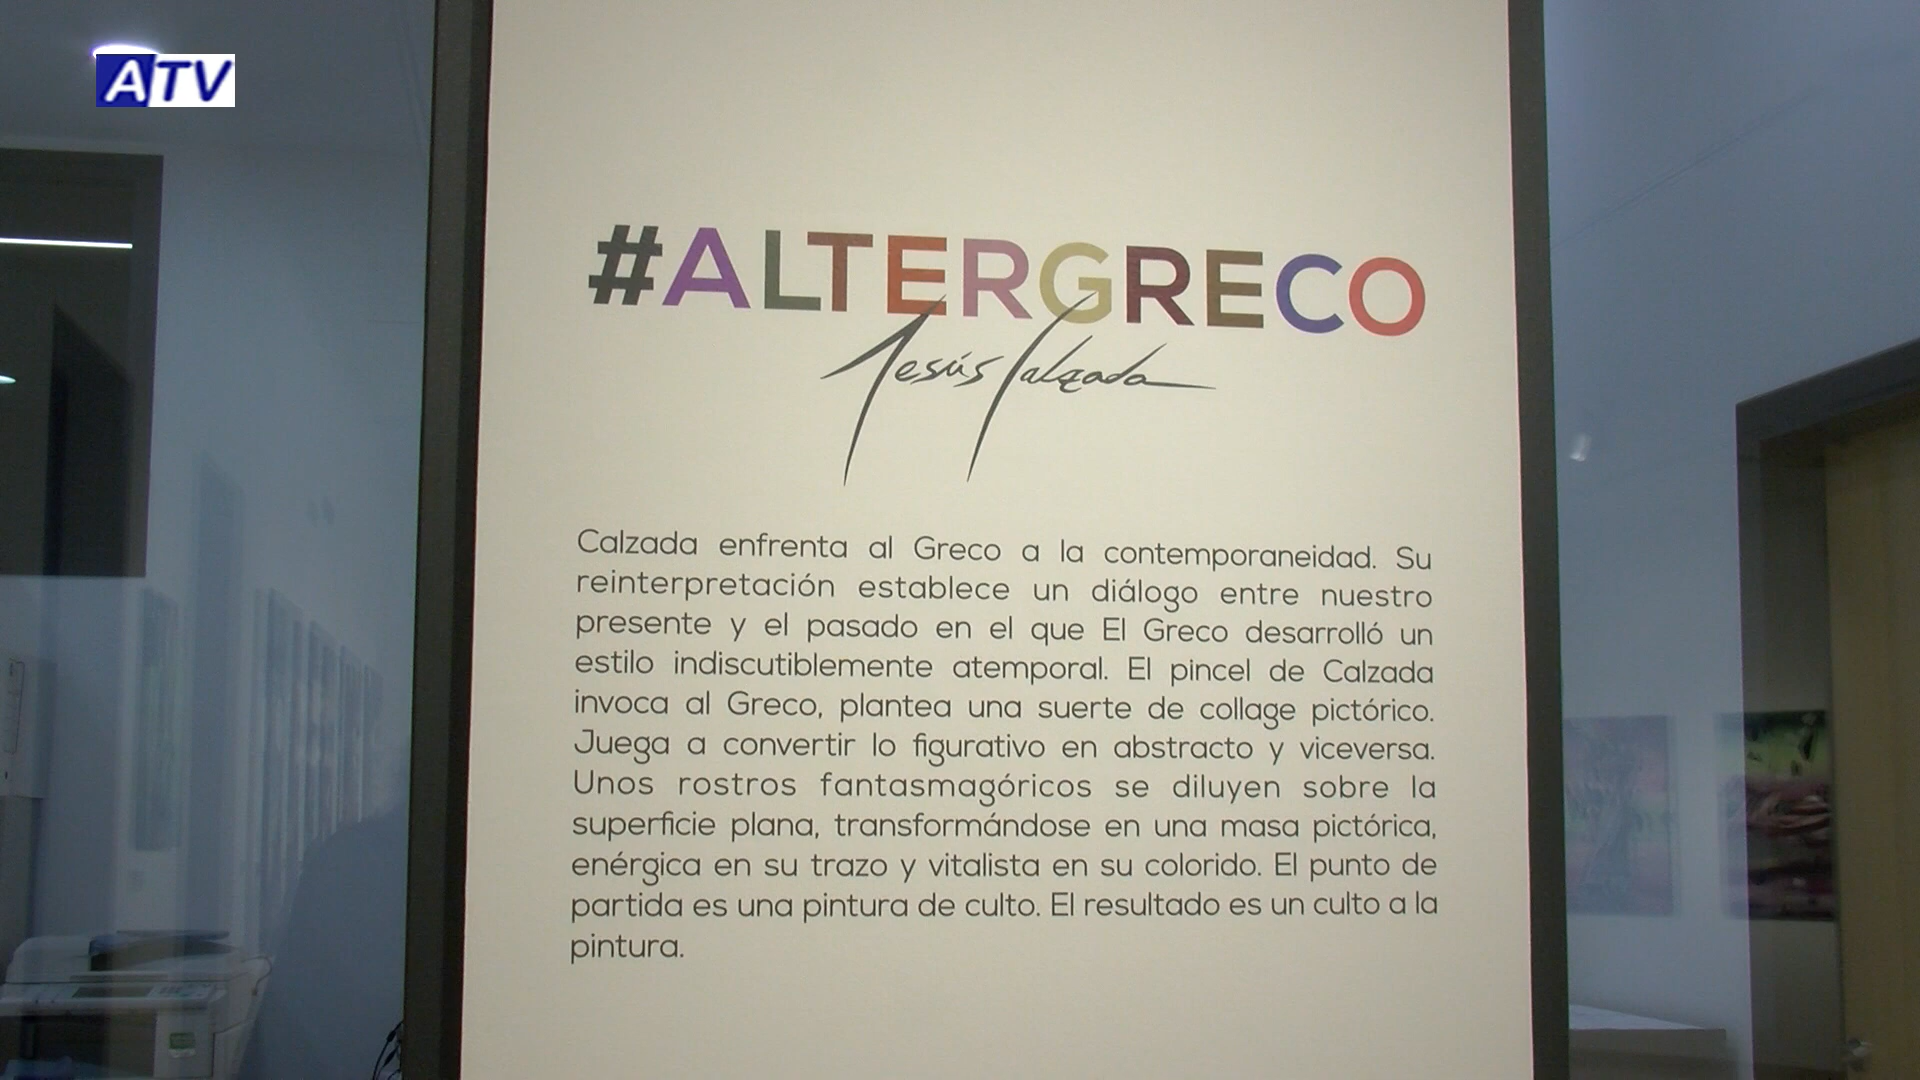 ATV
#ALTERGRECO
Jesús Calzada
Calzada enfrenta al Greco a la contemporaneidad. Su
reinterpretación establece un diálogo entre nuestro
presente y el pasado en el que El Greco desarrolló un
estilo indiscutiblemente atemporal. El pincel de Calzada
invoca al Greco, plantea una suerte de collage pictórico.
Juega a convertir lo figurativo en abstracto y viceversa.
Unos rostros fantasmagóricos se diluyen sobre la
superficie plana, transformándose en una masa pictórica,
enérgica en su trazo y vitalista en su colorido. El punto de
partida es una pintura de culto. El resultado es un culto a la
pintura.